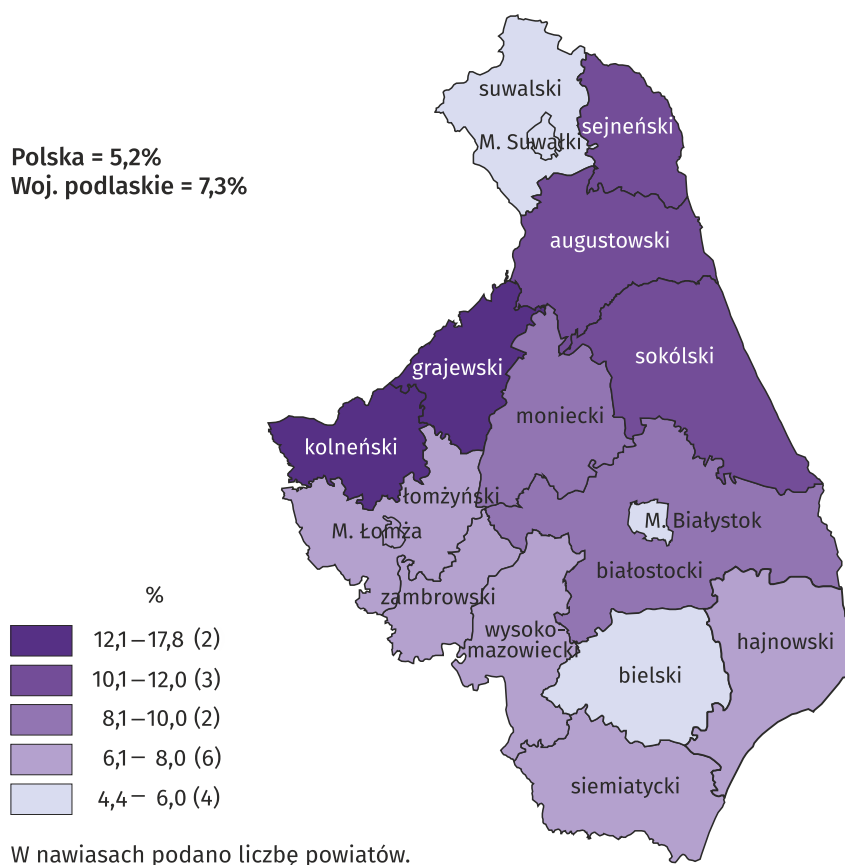 Polska = 5,2%
Woj. podlaskie = 7,3%
suwalski
M. Suwałki
sejneński
augustowski
sokólski
grajewski
moniecki
kolneński
łomżyński
M. Łomża
M. Białystok
białostocki
zambrowski
wysoko-
mazowiecki
hajnowski
bielski
siemiatycki
%
12,1–17,8 (2)
10,1–12,0 (3)
8,1–10,0 (2)
6,1– 8,0 (6)
4,4– 6,0 (4)
W nawiasach podano liczbę powiatów.